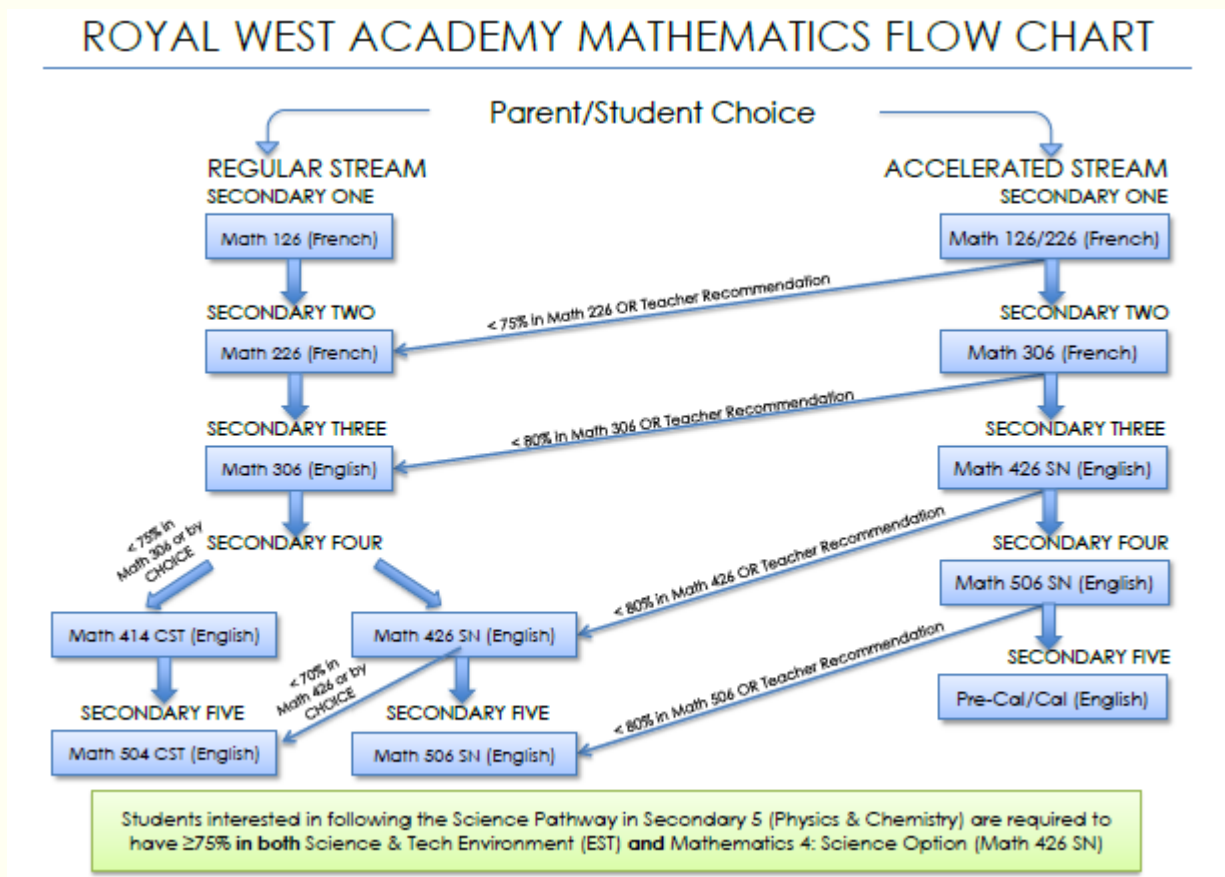 ROYAL WEST ACADEMY MATHEMATICS FLOW CHART
Parent/Student Choice
REGULAR STREAM
SECONDARY ONE
Math 126 (French)
SECONDARY TWO
Math 226 (French)
SECONDARY THREE
Math 306 (English)
SECONDARY FOUR
< 75% in
Math 306 or by
CHOICE
Math 414 CST (English)
Math 426 SN (English)
< 70% in
Math 426 or by
CHOICE
SECONDARY FIVE
Math 504 CST (English)
SECONDARY FIVE
Math 506 SN (English)
ACCELERATED STREAM
SECONDARY ONE
Math 126/226 (French)
< 75% in Math 226 OR Teacher Recommendation
SECONDARY TWO
Math 306 (French)
< 80% in Math 306 OR Teacher Recommendation
SECONDARY THREE
Math 426 SN (English)
< 80% in Math 426 OR Teacher Recommendation
SECONDARY FOUR
Math 506 SN (English)
< 80% in Math 506 OR Teacher Recommendation
SECONDARY FIVE
Pre-Cal/Cal (English)
Students interested in following the Science Pathway in Secondary 5 (Physics & Chemistry) are required to
have ≥75% in both Science & Tech Environment (EST) and Mathematics 4: Science Option (Math 426 SN)